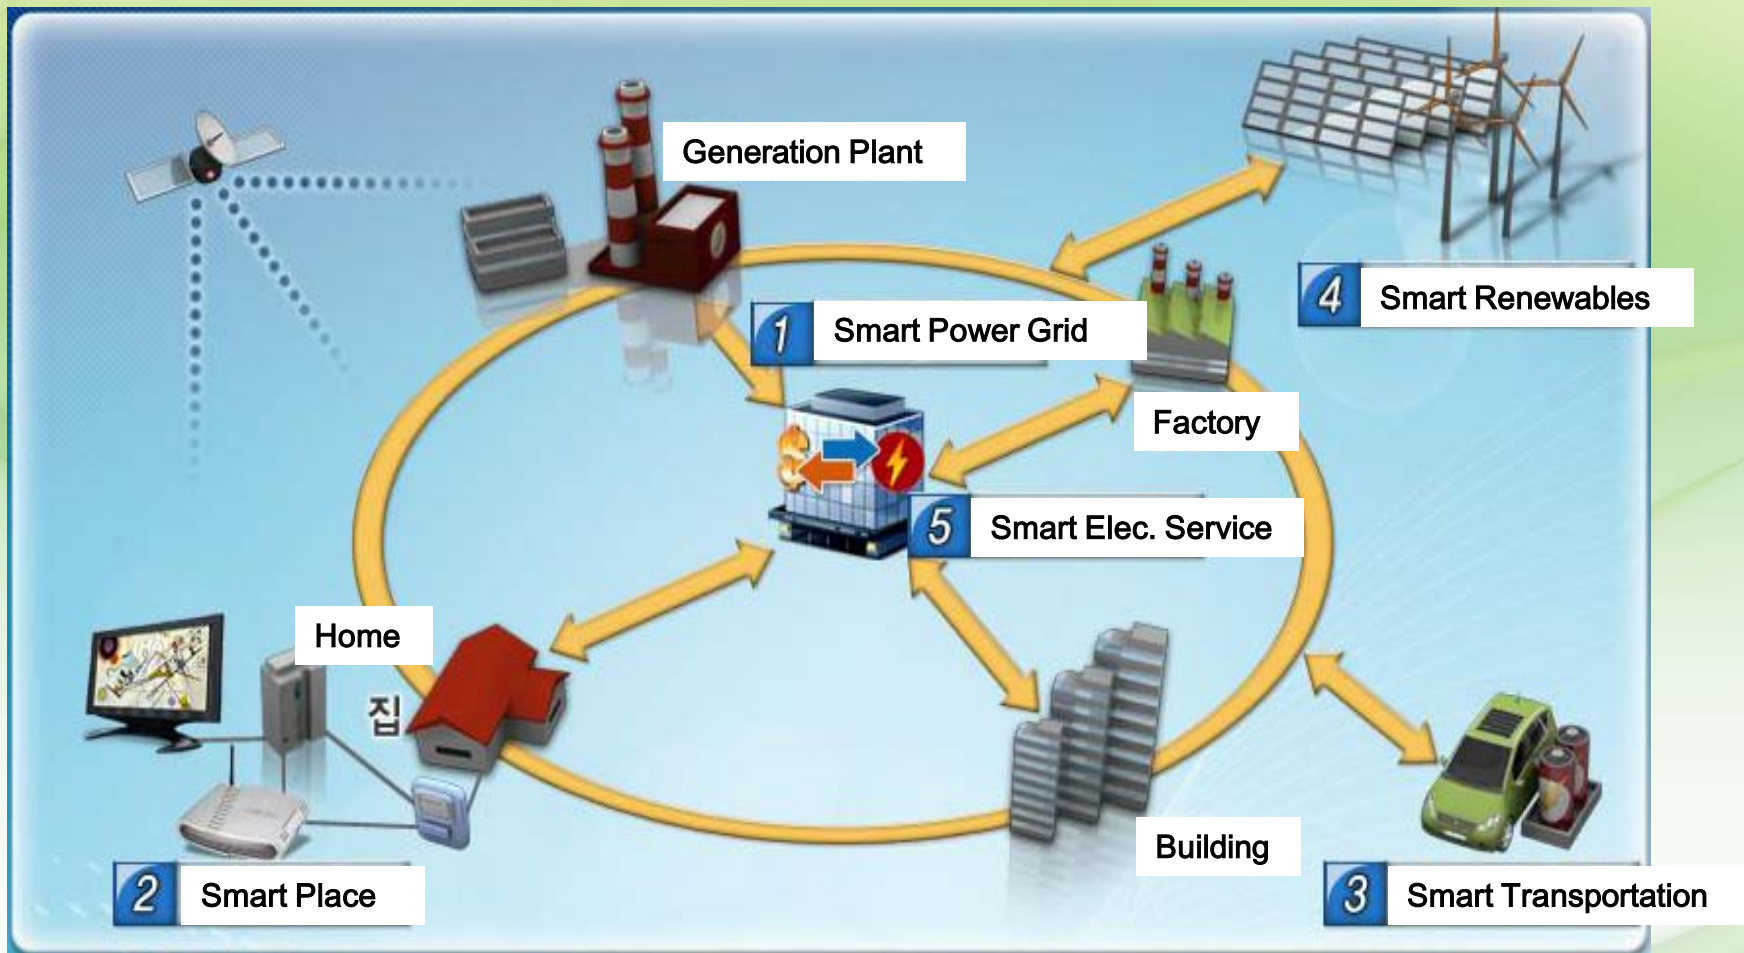 Generation Plant
4 Smart Renewables
1 Smart Power Grid
Factory
5 Smart Elec. Service
Home
집
Building
2 Smart Place
3 Smart Transportation